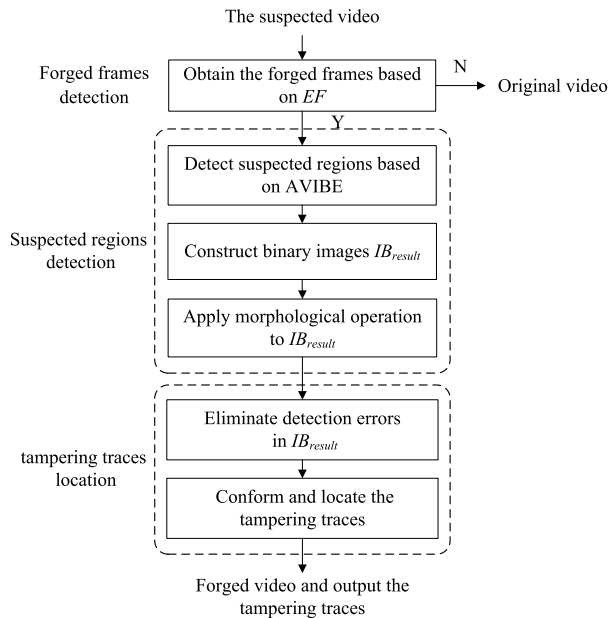 The suspected video
Forged frames
detection
Obtain the forged frames based
on EF
N
Original video
Y
Suspected regions
detection
Detect suspected regions based
on AVIBE
Construct binary images IBresult
Apply morphological operation
to IBresult
tampering traces
location
Eliminate detection errors
in IBresult
Conform and locate the
tampering traces
Forged video and output the
tampering traces